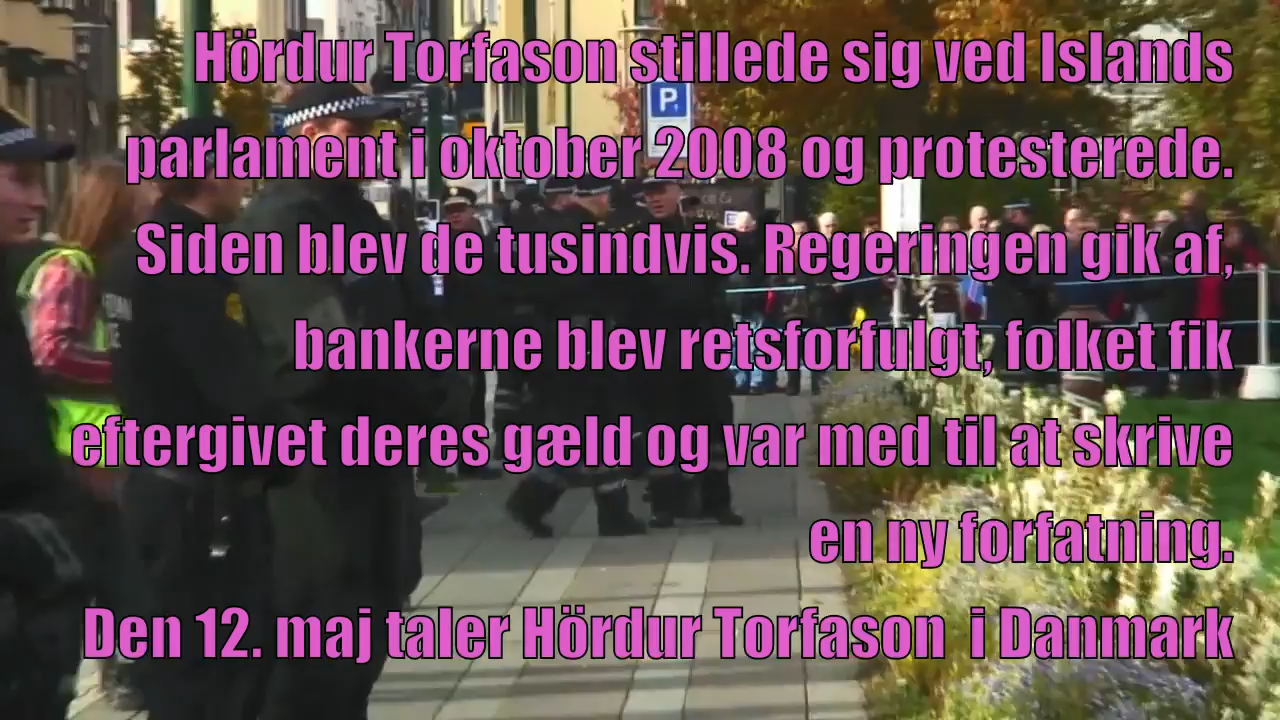 Hördur Torfason stillede sig ved Islands
parlament i oktober 2008 og protesterede.
Siden blev de tusindvis. Regeringen gik af,
bankerne blev retsforfulgt, folket fik
eftergivet deres gæld og var med til at skrive
en ny forfatning.
Den 12. maj taler Hördur Torfason i Danmark
P